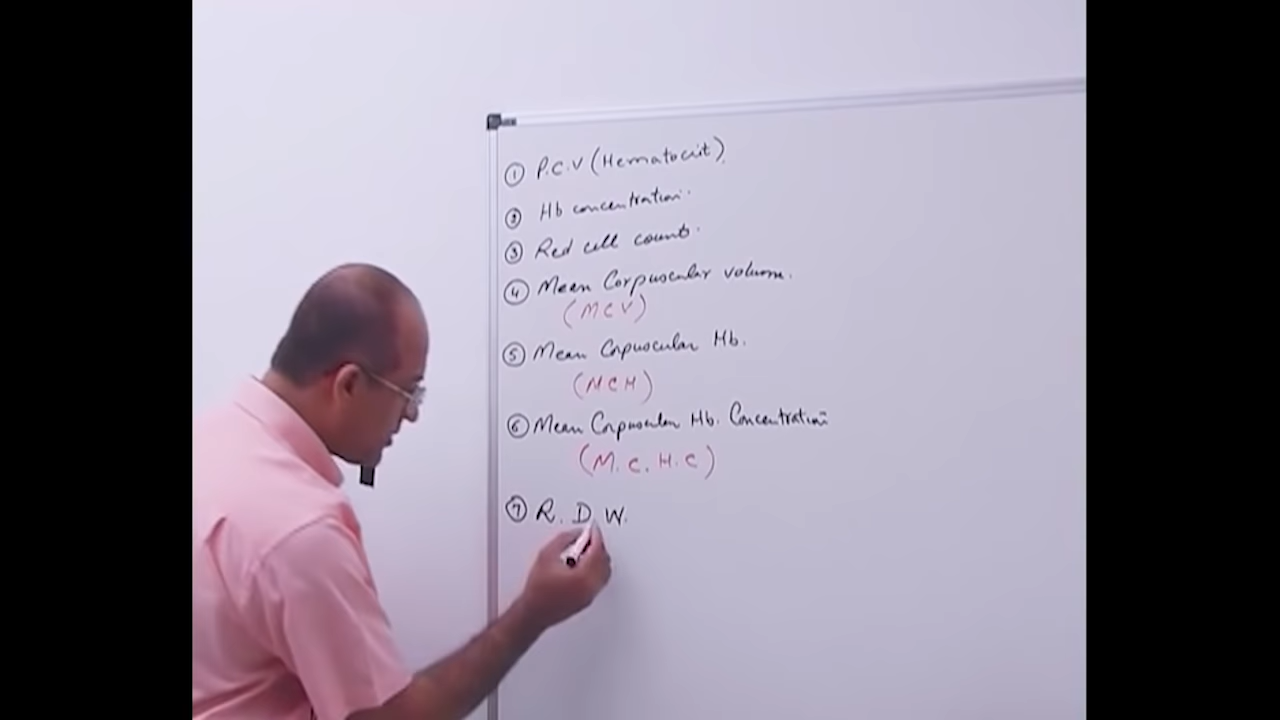 ① P.C.V (Hematocrit)
② Hb concentration.
③ Red cell counts.
④ Mean Corpuscular volume.
(MCV)
⑤ Mean Corpuscular Hb.
(MCH)
⑥ Mean Corpuscular Hb. Concentration
(M.C.H.C)
⑦ R. D. W.